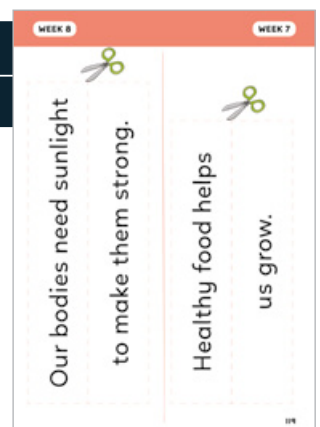 WEEK 8
WEEK 7
Our bodies need sunlight
to make them strong.
Healthy food helps
us grow.
119